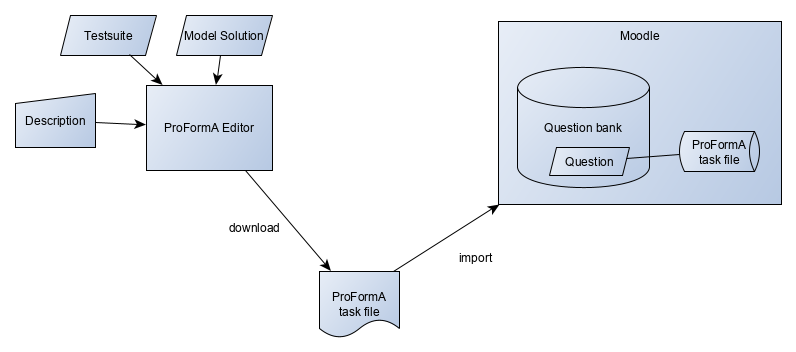 Testsuite
Model Solution
Description
ProFormA Editor
download
ProFormA
task file
import
Moodle
Question bank
Question
ProFormA
task file